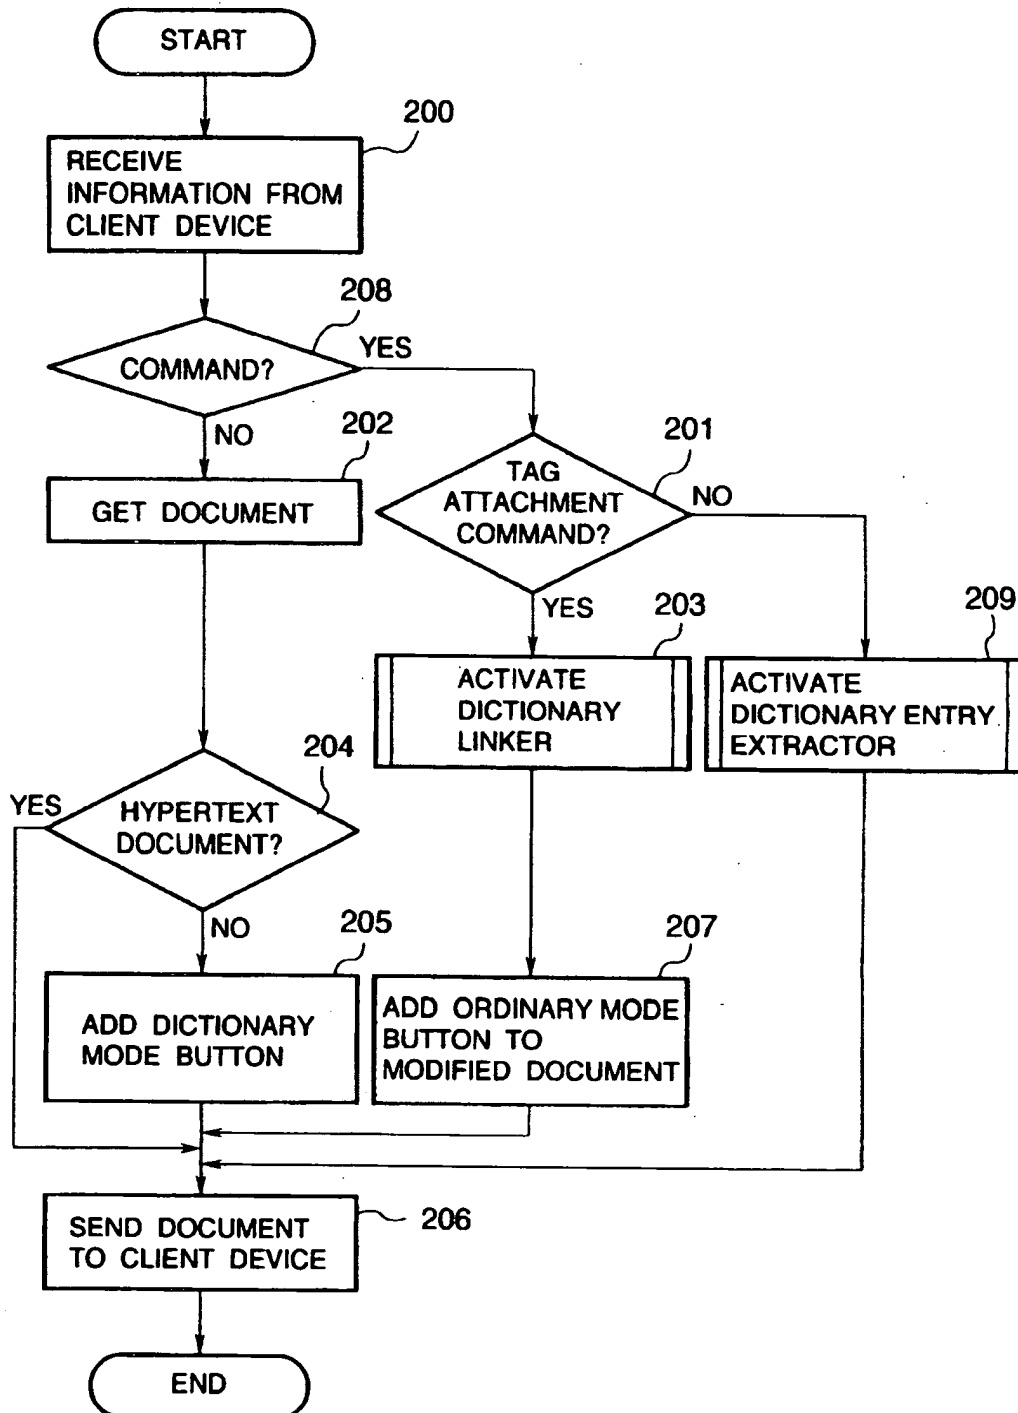 START
200
RECEIVE
INFORMATION FROM
CLIENT DEVICE
208
COMMAND?
YES
NO
202
GET DOCUMENT
201
TAG
ATTACHMENT
COMMAND?
NO
YES
203
ACTIVATE
DICTIONARY
LINKER
209
ACTIVATE
DICTIONARY ENTRY
EXTRACTOR
204
YES
HYPERTEXT
DOCUMENT?
NO
205
ADD DICTIONARY
MODE BUTTON
207
ADD ORDINARY MODE
BUTTON TO
MODIFIED DOCUMENT
SEND DOCUMENT
TO CLIENT DEVICE
206
END